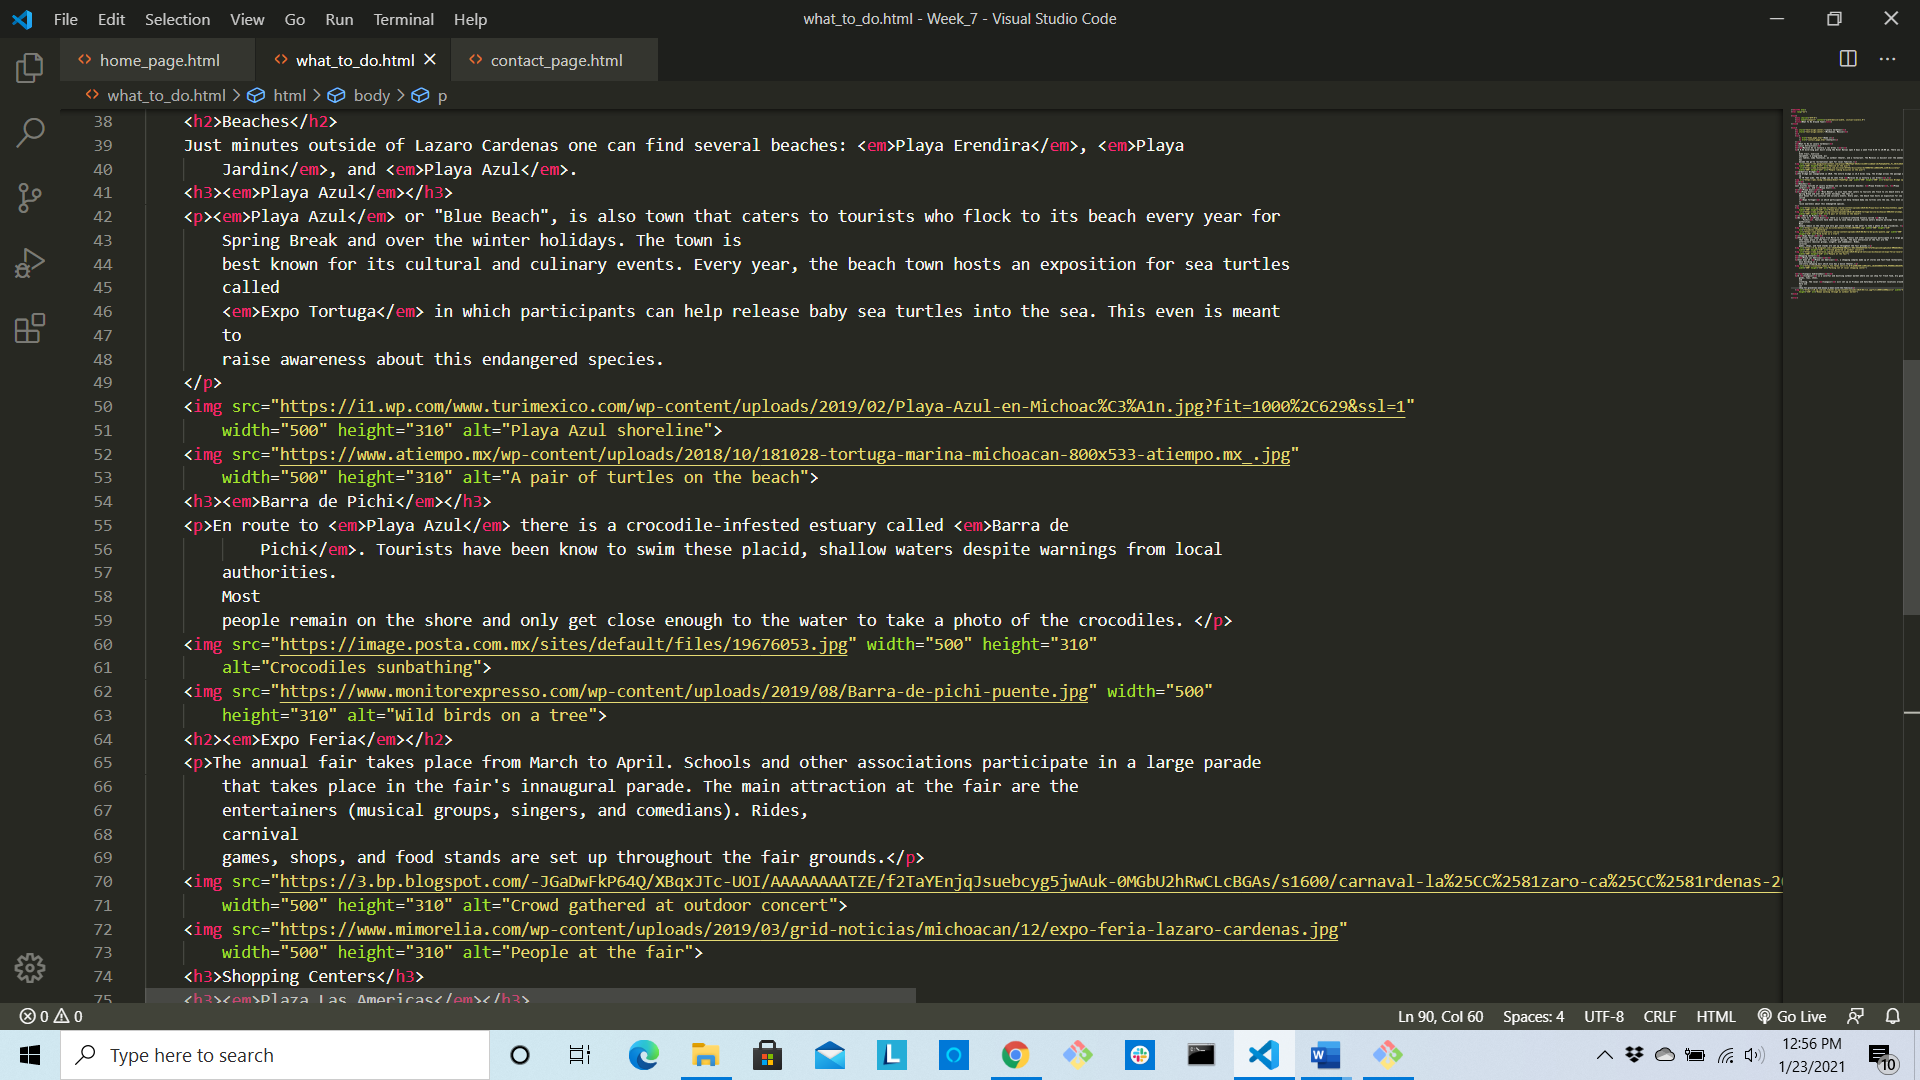 File Edit Selection View Go Run Terminal Help
what_to_do.html - Week_7 - Visual Studio Code
home_page.html
what_to_do.html
contact_page.html
what_to_do.html > html > body > p
38 <h2>Beaches</h2>
39 Just minutes outside of Lazaro Cardenas one can find several beaches: <em>Playa Erendira</em>, <em>Playa
40 Jardin</em>, and <em>Playa Azul</em>.
41 <h3><em>Playa Azul</em></h3>
42 <p><em>Playa Azul</em> or "Blue Beach", is also town that caters to tourists who flock to its beach every year for
43 Spring Break and over the winter holidays. The town is
44 best known for its cultural and culinary events. Every year, the beach town hosts an exposition for sea turtles
45 called
46 <em>Expo Tortuga</em> in which participants can help release baby sea turtles into the sea. This even is meant
47 to
48 raise awareness about this endangered species.
49 </p>
50 <img src="https://i1.wp.com/www.turimexico.com/wp-content/uploads/2019/02/Playa-Azul-en-Michoac%C3%A1n.jpg?fit=1000%2C629&ssl=1"
51 width="500" height="310" alt="Playa Azul shoreline">
52 <img src="https://www.atiempo.mx/wp-content/uploads/2018/10/181028-tortuga-marina-michoacan-800x533-atiempo.mx_.jpg"
53 width="500" height="310" alt="A pair of turtles on the beach">
54 <h3><em>Barra de Pichi</em></h3>
55 <p>En route to <em>Playa Azul</em> there is a crocodile-infested estuary called <em>Barra de
56 Pichi</em>. Tourists have been know to swim these placid, shallow waters despite warnings from local
57 authorities.
58 Most
59 people remain on the shore and only get close enough to the water to take a photo of the crocodiles. </p>
60 <img src="https://image.posta.com.mx/sites/default/files/19676053.jpg" width="500" height="310"
61 alt="Crocodiles sunbathing">
62 <img src="https://www.monitorexpresso.com/wp-content/uploads/2019/08/Barra-de-pichi-puente.jpg" width="500"
63 height="310" alt="Wild birds on a tree">
64 <h2><em>Expo Feria</em></h2>
65 <p>The annual fair takes place from March to April. Schools and other associations participate in a large parade
66 that takes place in the fair's innaugural parade. The main attraction at the fair are the
67 entertainers (musical groups, singers, and comedians). Rides,
68 carnival
69 games, shops, and food stands are set up throughout the fair grounds.</p>
70 <img src="https://3.bp.blogspot.com/-JGaDwFkP64Q/XBqxJTc-UOI/AAAAAAAATZE/f2TaYEnjqJsuebcyg5jwAuk-0MGbU2hRwCLcBGAs/s1600/carnaval-la%25CC%2581zaro-ca%25CC%2581rdenas-20
71 width="500" height="310" alt="Crowd gathered at outdoor concert">
72 <img src="https://www.mimorelia.com/wp-content/uploads/2019/03/grid-noticias/michoacan/12/expo-feria-lazaro-cardenas.jpg"
73 width="500" height="310" alt="People at the fair">
74 <h3>Shopping Centers</h3>
75 <h3><em>Plaza Las Americas</em></h3>
0 0
Ln 90, Col 60 Spaces: 4 UTF-8 CRLF HTML Go Live
Type here to search
12:56 PM
1/23/2021
10